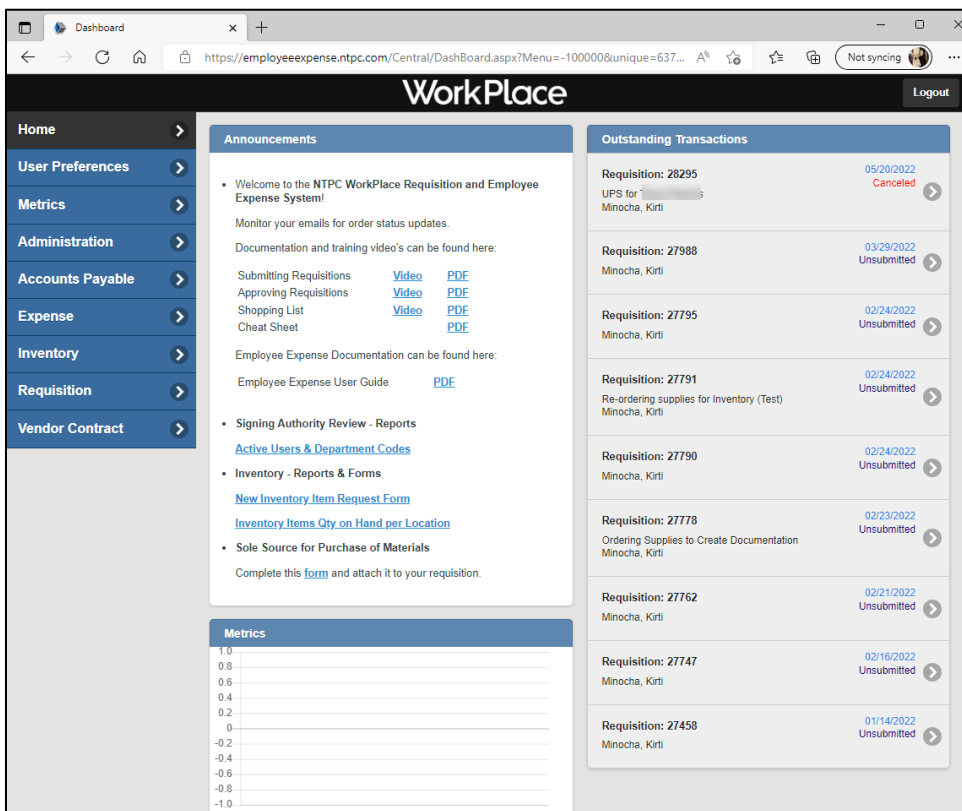 Dashboard
https://employeeexpense.ntpc.com/Central/DashBoard.aspx?Menu=-100000&unique=637...
Not syncing
WorkPlace
Logout
Home
User Preferences
Metrics
Administration
Accounts Payable
Expense
Inventory
Requisition
Vendor Contract
Announcements
• Welcome to the NTPC WorkPlace Requisition and Employee
Expense System!
Monitor your emails for order status updates.
Documentation and training video's can be found here:
Submitting Requisitions Video PDF
Approving Requisitions Video PDF
Shopping List Video PDF
Cheat Sheet PDF
Employee Expense Documentation can be found here:
Employee Expense User Guide PDF
• Signing Authority Review - Reports
Active Users & Department Codes
• Inventory - Reports & Forms
New Inventory Item Request Form
Inventory Items Qty on Hand per Location
• Sole Source for Purchase of Materials
Complete this form and attach it to your requisition.
Metrics
1.0
0.8
0.6
0.4
0.2
0
-0.2
-0.4
-0.6
-0.8
-1.0
Outstanding Transactions
Requisition: 28295 05/20/2022
Canceled
UPS for
Minocha, Kirti
Requisition: 27988 03/29/2022
Unsubmitted
Minocha, Kirti
Requisition: 27795 02/24/2022
Unsubmitted
Minocha, Kirti
Requisition: 27791 02/24/2022
Unsubmitted
Re-ordering supplies for Inventory (Test)
Minocha, Kirti
Requisition: 27790 02/24/2022
Unsubmitted
Minocha, Kirti
Requisition: 27778 02/23/2022
Unsubmitted
Ordering Supplies to Create Documentation
Minocha, Kirti
Requisition: 27762 02/21/2022
Unsubmitted
Minocha, Kirti
Requisition: 27747 02/16/2022
Unsubmitted
Minocha, Kirti
Requisition: 27458 01/14/2022
Unsubmitted
Minocha, Kirti